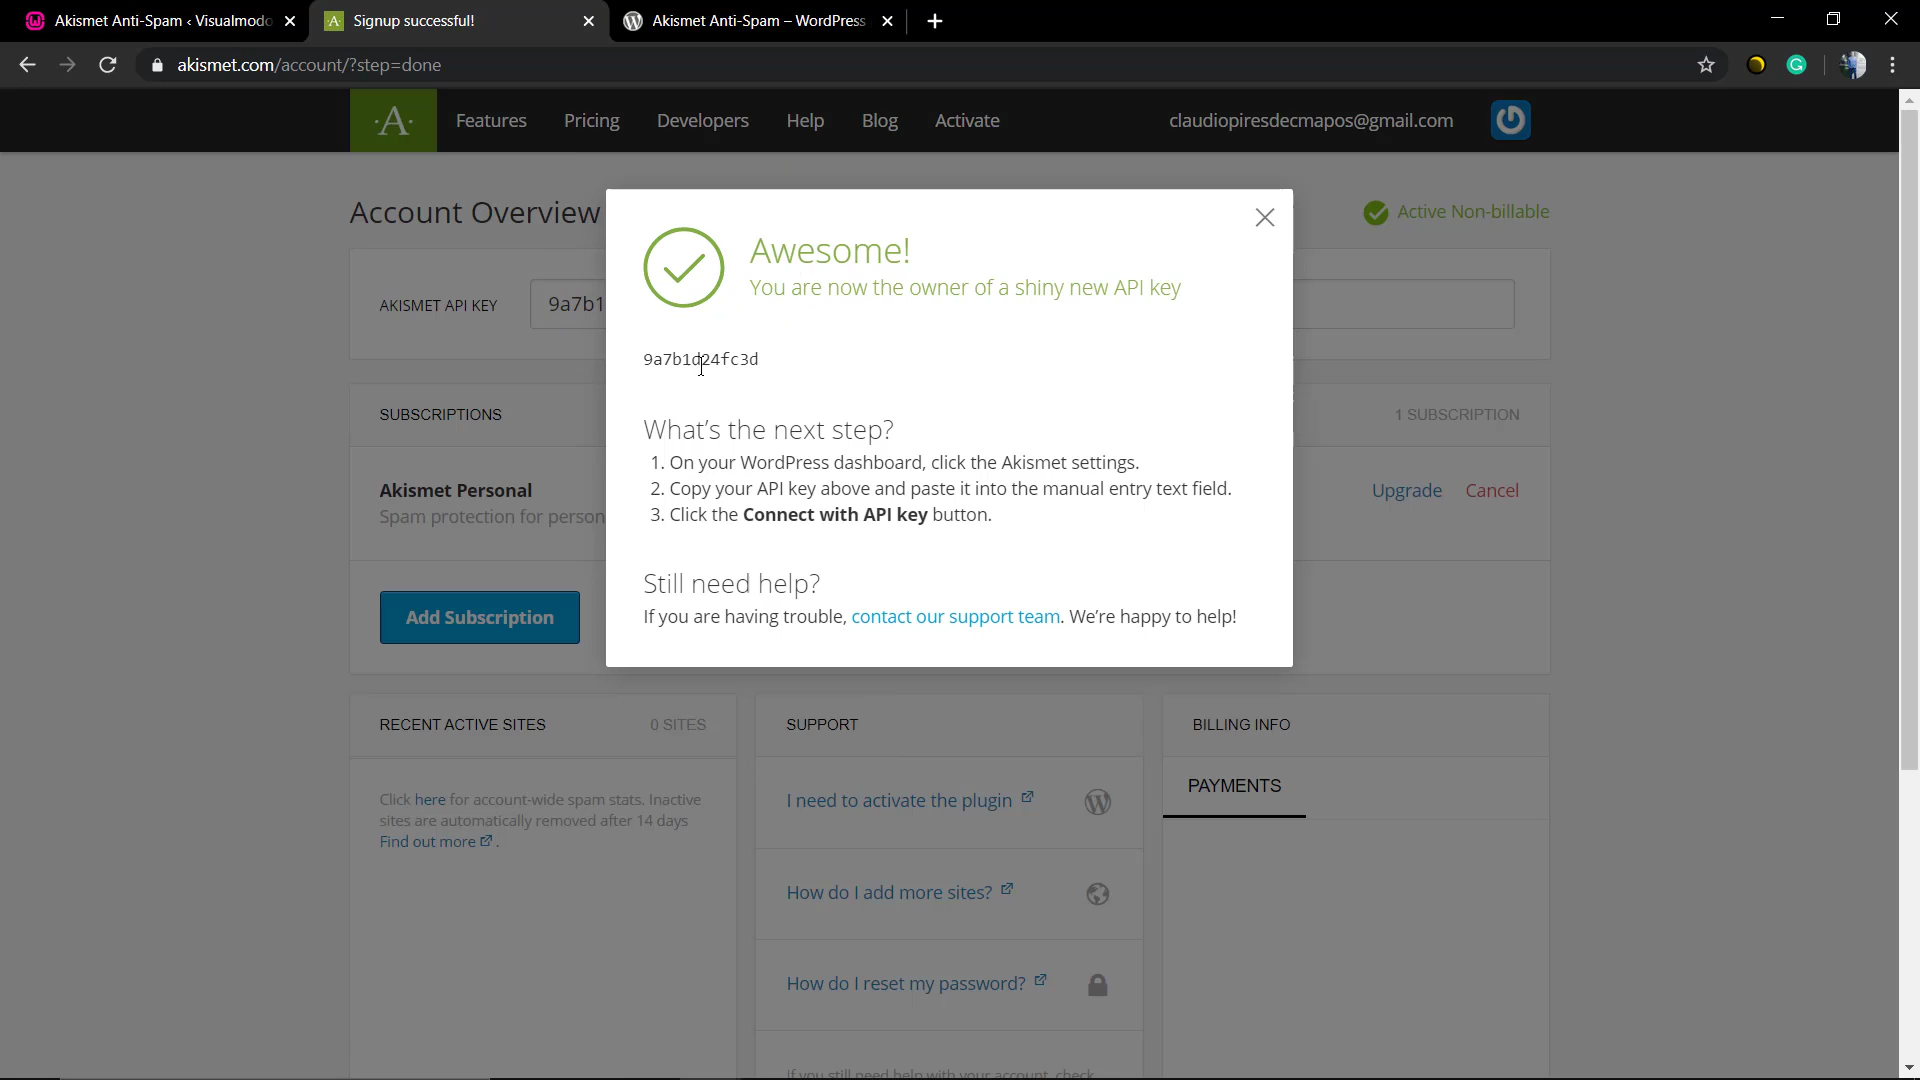 Akismet Anti-Spam ‹ Visualmodo
Signup successful!
Akismet Anti-Spam – WordPress
akismet.com/account/?step=done
·A·
Features
Pricing
Developers
Help
Blog
Activate
claudiopiresdecmapos@gmail.com
Account Overview
Active Non-billable
AKISMET API KEY
9a7b1
Awesome!
You are now the owner of a shiny new API key
9a7b1d24fc3d
What's the next step?
1. On your WordPress dashboard, click the Akismet settings.
2. Copy your API key above and paste it into the manual entry text field.
3. Click the Connect with API key button.
Still need help?
If you are having trouble, contact our support team. We're happy to help!
SUBSCRIPTIONS
1 SUBSCRIPTION
Akismet Personal
Spam protection for person
Upgrade
Cancel
Add Subscription
RECENT ACTIVE SITES
0 SITES
Click here for account-wide spam stats. Inactive
sites are automatically removed after 14 days
Find out more .
SUPPORT
I need to activate the plugin
How do I add more sites?
How do I reset my password?
If you still need help with your account, check
BILLING INFO
PAYMENTS